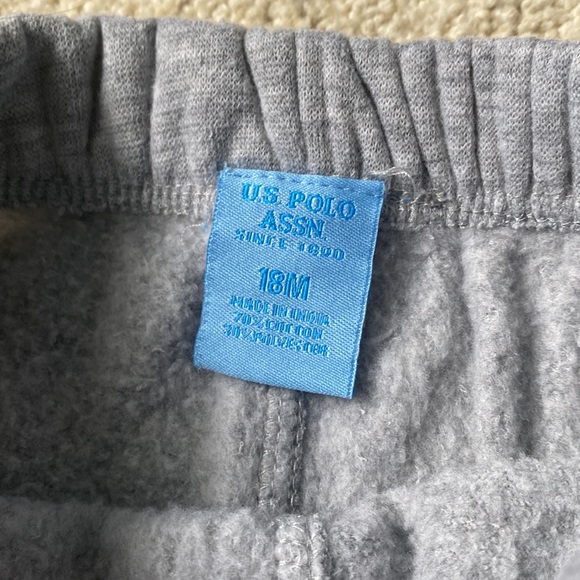 U.S. POLO
ASSN
SINCE 1890
18M
MADE IN INDIA
70% COTTON
30% POLYESTER